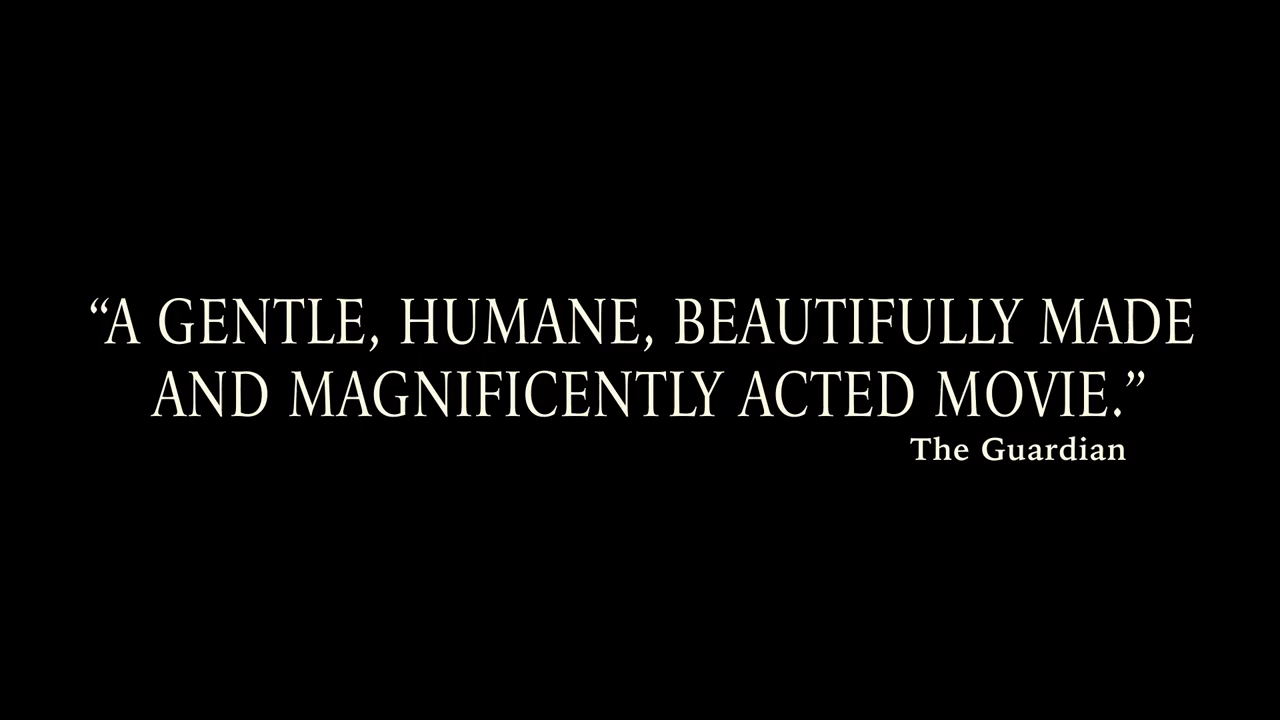 “A GENTLE, HUMANE, BEAUTIFULLY MADE
AND MAGNIFICENTLY ACTED MOVIE.”
The Guardian